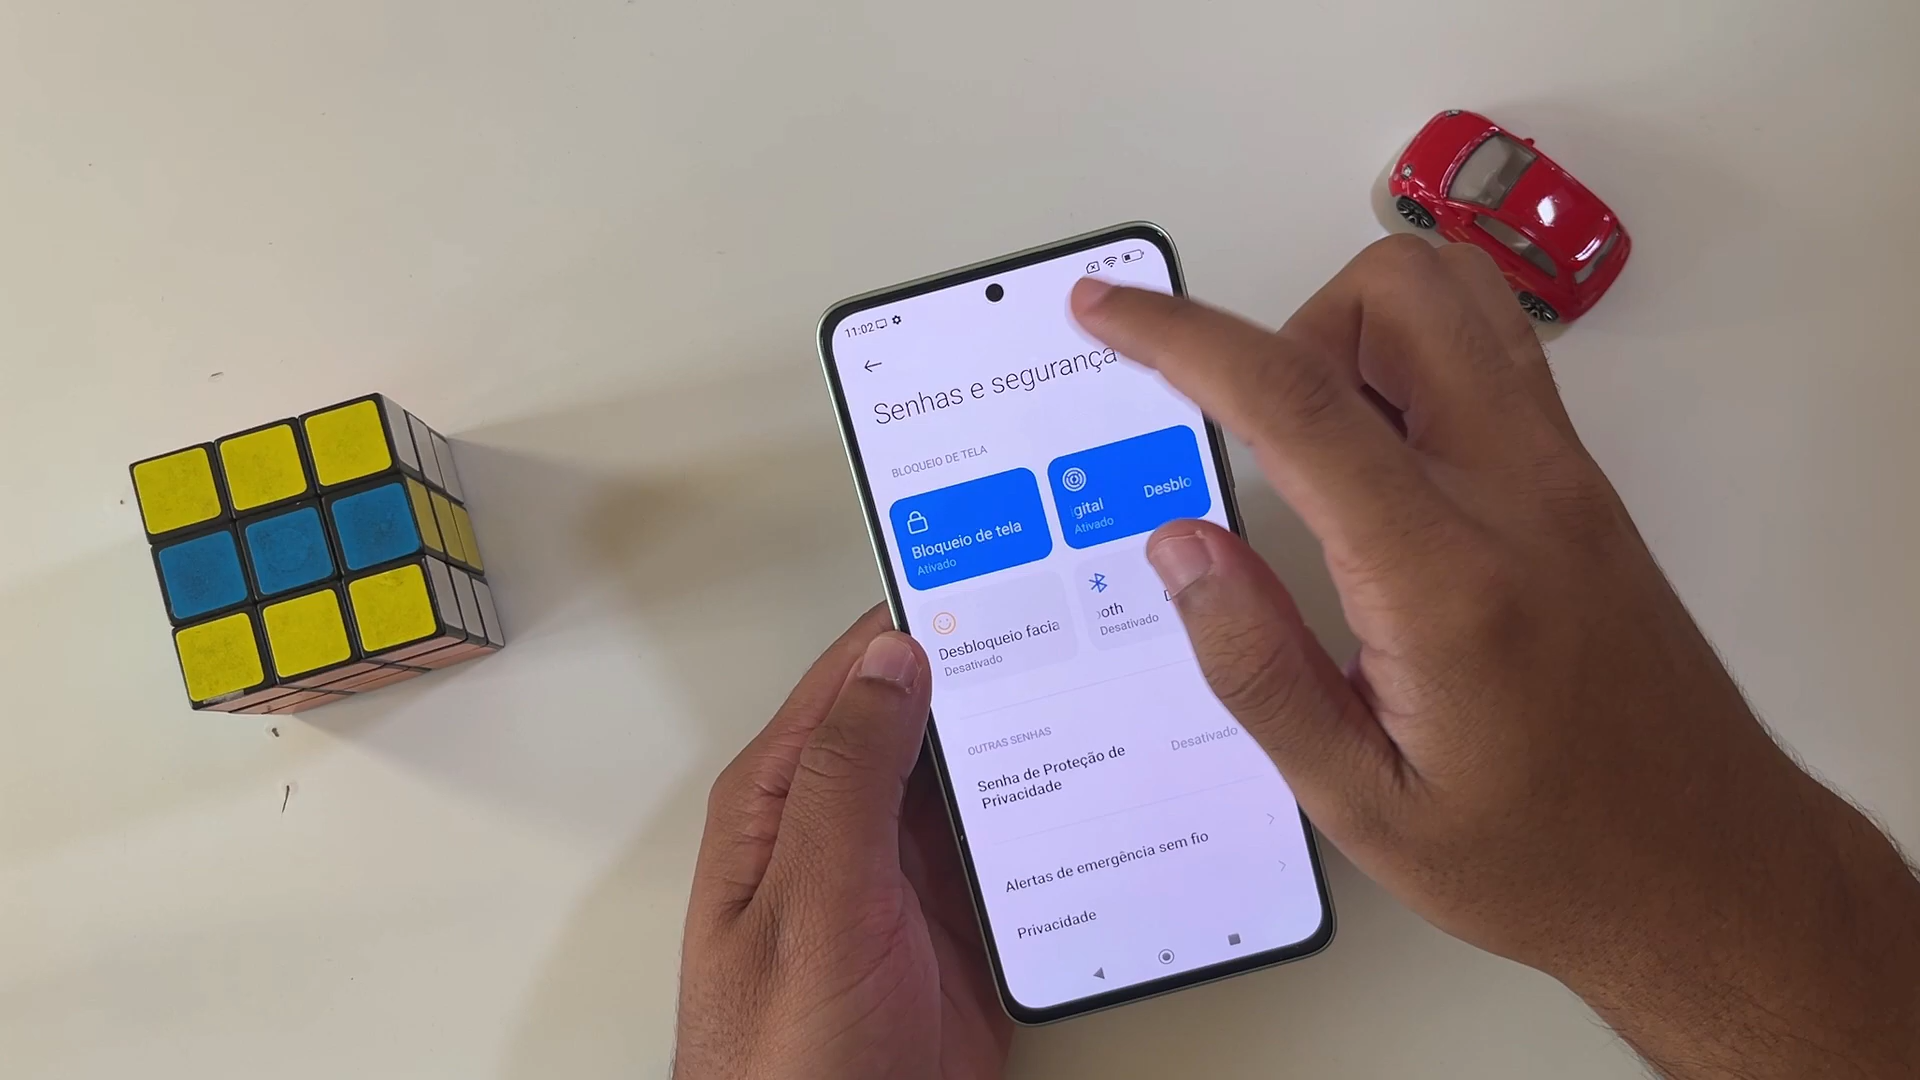 11:02
Senhas e segurança
BLOQUEIO DE TELA
Bloqueio de tela
Ativado
gital Desblo
Ativado
Desbloqueio facia
Desativado
oth
Desativado
OUTRAS SENHAS
Senha de Proteção de
Privacidade
Desativado
Alertas de emergência sem fio
Privacidade